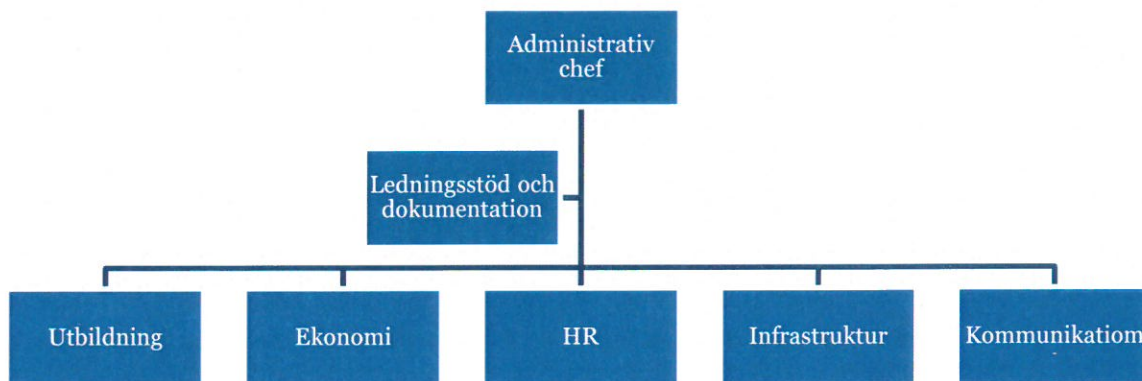 Administrativ
chef
Ledningsstöd och
dokumentation
Utbildning
Ekonomi
HR
Infrastruktur
Kommunikatiom